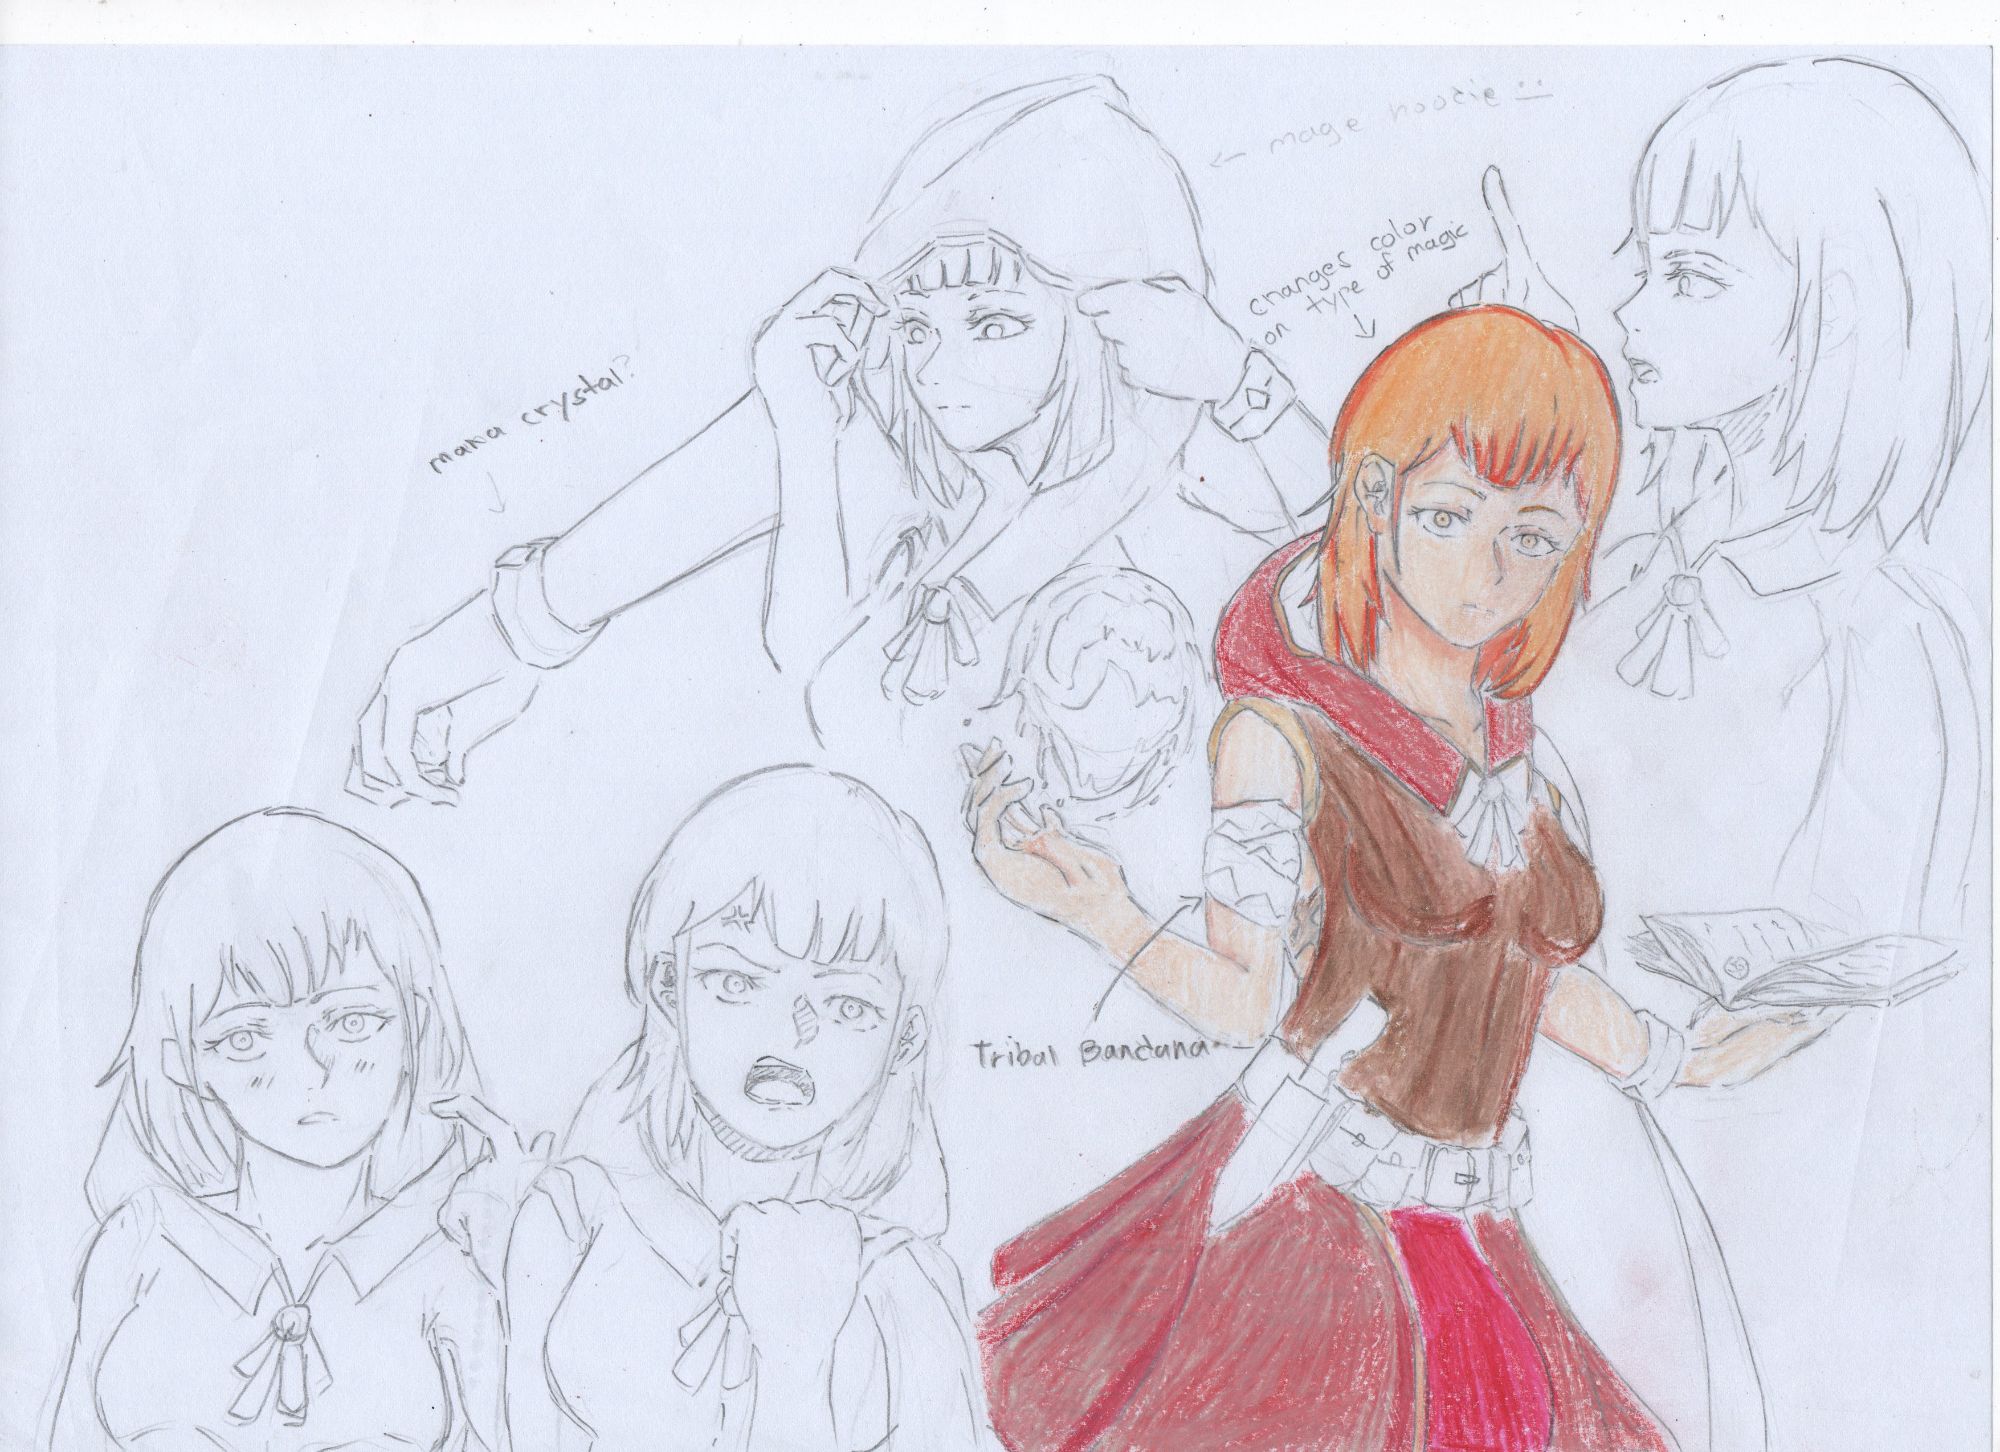 ← mage hoodie :_:
changes color
on type of magic
mana crystal?
Tribal Bandana